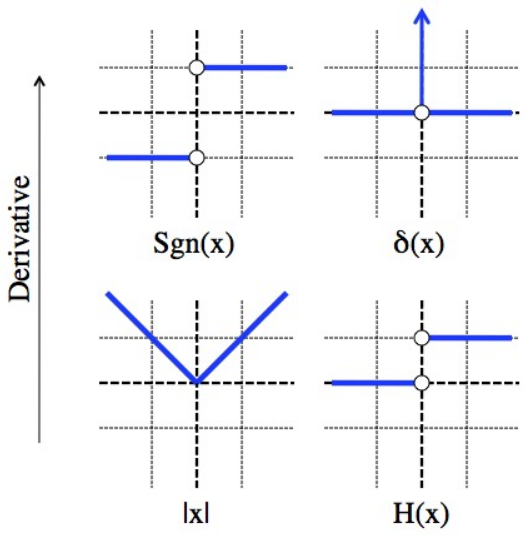 Derivative
Sgn(x)
δ(x)
|x|
H(x)